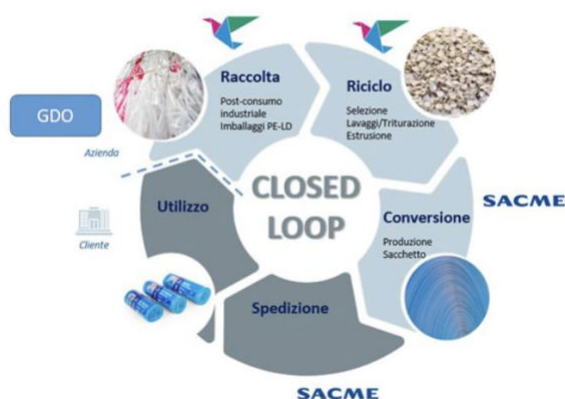 GDO
Azienda
Cliente
Raccolta
Post-consumo
industriale
Imballaggi PE-LD
Riciclo
Selezione
Lavaggi/Triturazione
Estrusione
SACME
Conversione
Produzione
Sacchetto
Spedizione
SACME
Utilizzo
CLOSED
LOOP